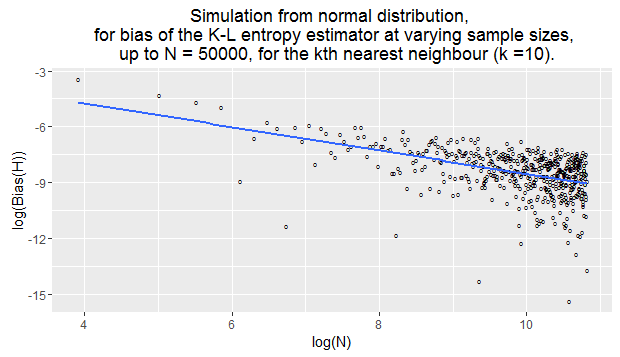 Simulation from normal distribution,
for bias of the K-L entropy estimator at varying sample sizes,
up to N = 50000, for the kth nearest neighbour (k =10).
log(Bias(H))
-3
-6
-9
-12
-15
4
6
8
10
log(N)